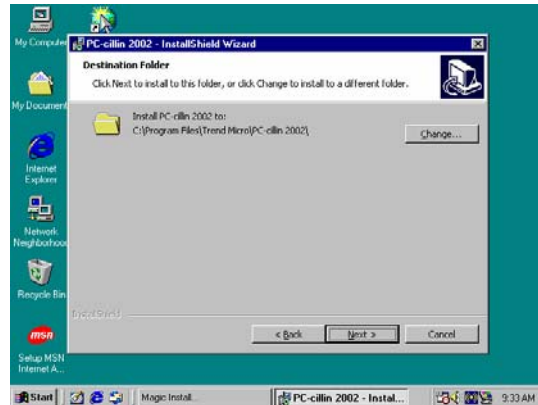 My Computer
PC-cillin 2002 - InstallShield Wizard
Destination Folder
Click Next to install to this folder, or click Change to install to a different folder.
My Document
Install PC-cillin 2002 to:
C:\Program Files\Trend Micro\PC-cillin 2002\
Change...
Internet
Explorer
Network
Neighborhood
Recycle Bin
InstallShield
< Back
Next >
Cancel
msn
Setup MSN
Internet A...
Start
Magic Install...
PC-cillin 2002 - Instal...
9:33 AM